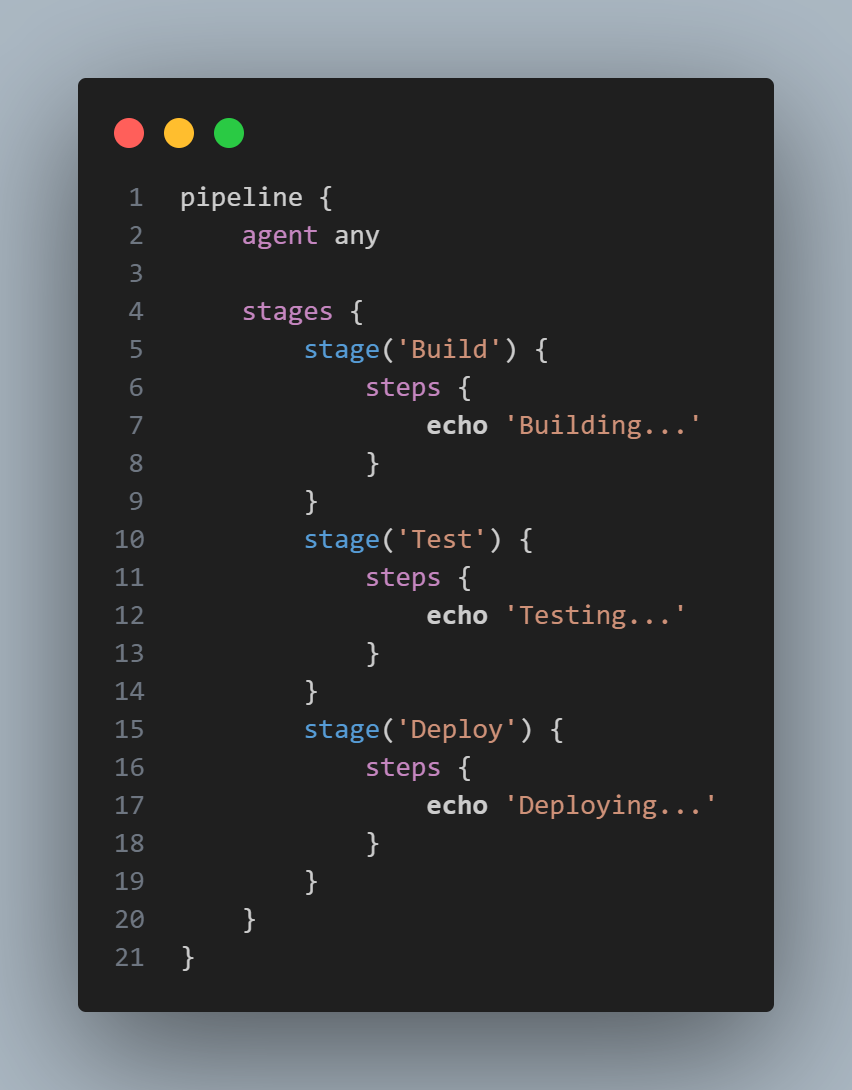 1 pipeline {
2     agent any
3
4     stages {
5         stage('Build') {
6             steps {
7                 echo 'Building...'
8             }
9         }
10         stage('Test') {
11             steps {
12                 echo 'Testing...'
13             }
14         }
15         stage('Deploy') {
16             steps {
17                 echo 'Deploying...'
18             }
19         }
20     }
21 }